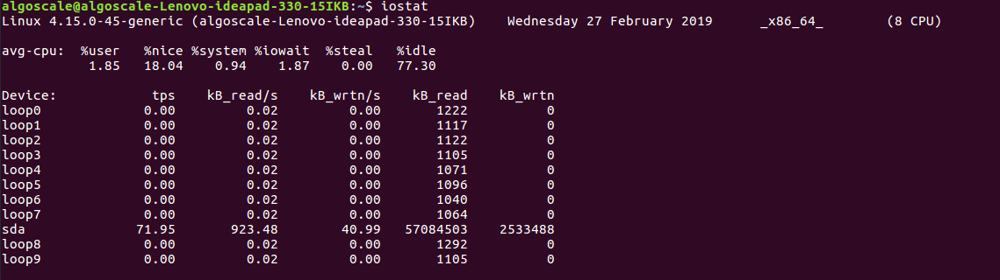 algoscale@algoscale-Lenovo-ideapad-330-15IKB:~$ iostat
Linux 4.15.0-45-generic (algoscale-Lenovo-ideapad-330-15IKB)    Wednesday 27 February 2019      _x86_64_        (8 CPU)
avg-cpu:  %user   %nice %system %iowait  %steal   %idle
           1.85   18.04    0.94    1.87    0.00   77.30
Device:            tps    kB_read/s    kB_wrtn/s    kB_read    kB_wrtn
loop0             0.00         0.02         0.00       1222          0
loop1             0.00         0.02         0.00       1117          0
loop2             0.00         0.02         0.00       1122          0
loop3             0.00         0.02         0.00       1105          0
loop4             0.00         0.02         0.00       1071          0
loop5             0.00         0.02         0.00       1096          0
loop6             0.00         0.02         0.00       1040          0
loop7             0.00         0.02         0.00       1064          0
sda              71.95       923.48        40.99   57084503    2533488
loop8             0.00         0.02         0.00       1292          0
loop9             0.00         0.02         0.00       1105          0